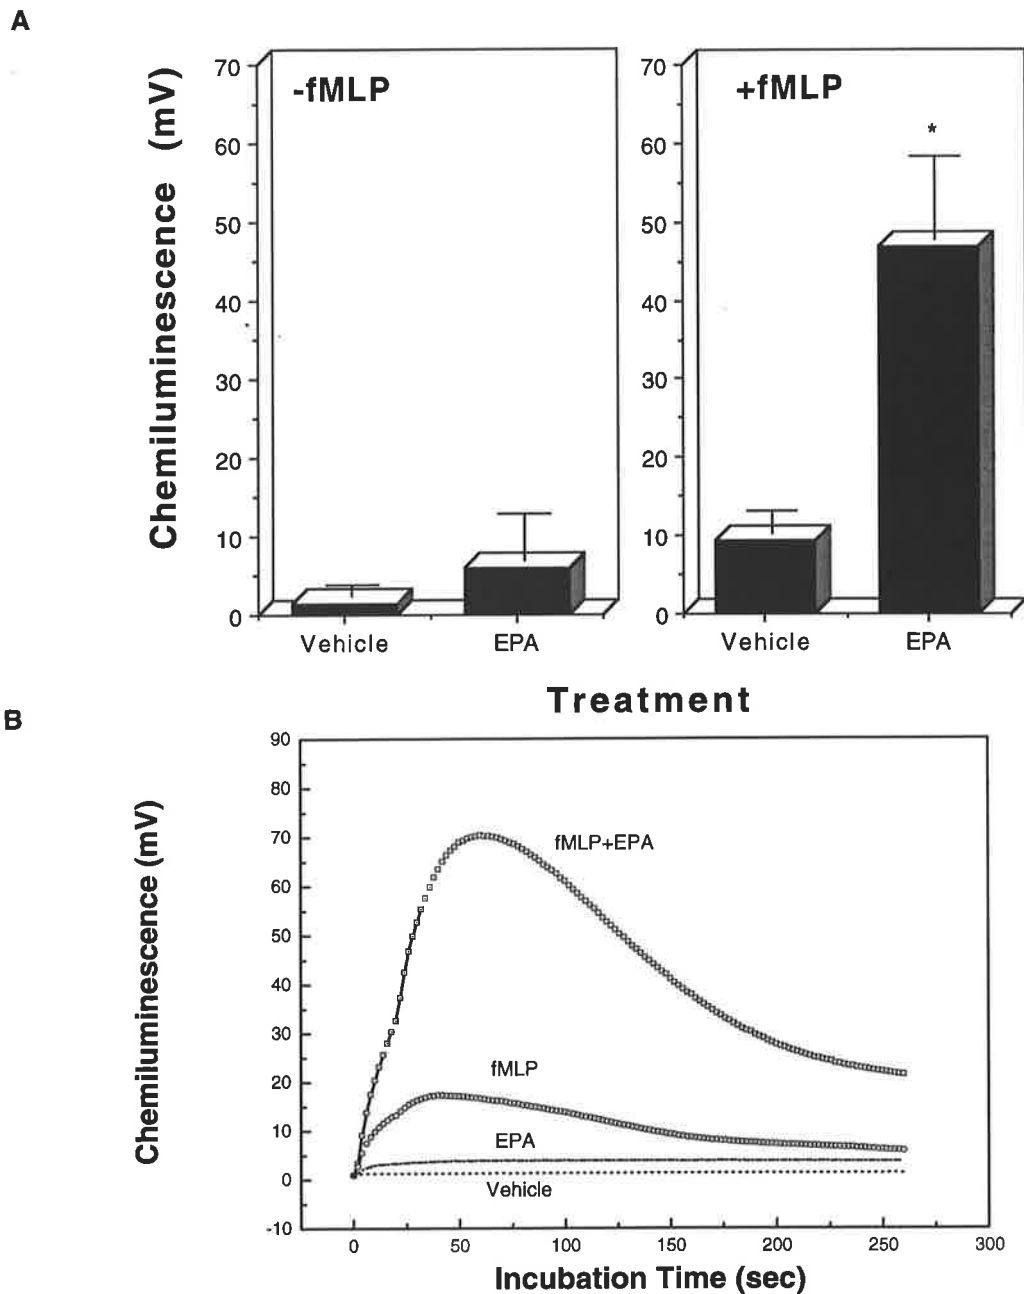 A
Chemiluminescence (mV)
70
60
50
40
30
20
10
0
-fMLP
Vehicle EPA
70
60
50
40
30
20
10
0
+fMLP
*
Vehicle EPA
Treatment
B
Chemiluminescence (mV)
90
80
70
60
50
40
30
20
10
0
-10
fMLP+EPA
fMLP
EPA
Vehicle
0 50 100 150 200 250 300
Incubation Time (sec)